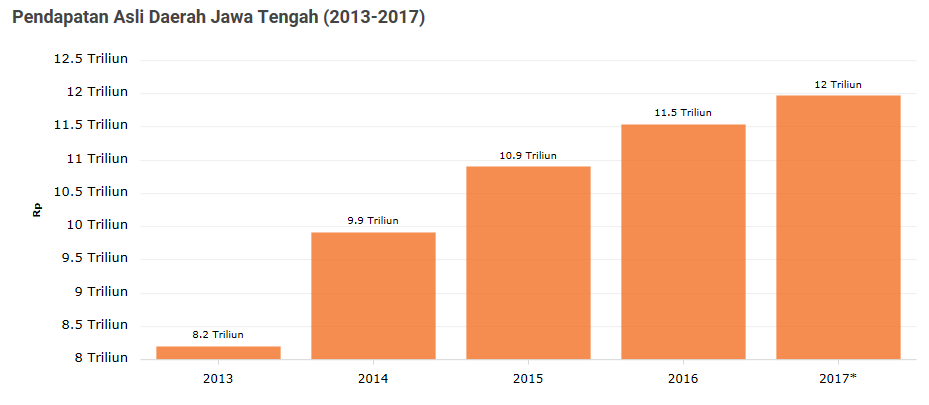 Pendapatan Asli Daerah Jawa Tengah (2013-2017)
12.5 Triliun
12 Triliun
11.5 Triliun
11 Triliun
10.5 Triliun
10 Triliun
9.5 Triliun
9 Triliun
8.5 Triliun
8 Triliun
Rp
8.2 Triliun
9.9 Triliun
10.9 Triliun
11.5 Triliun
12 Triliun
2013
2014
2015
2016
2017*